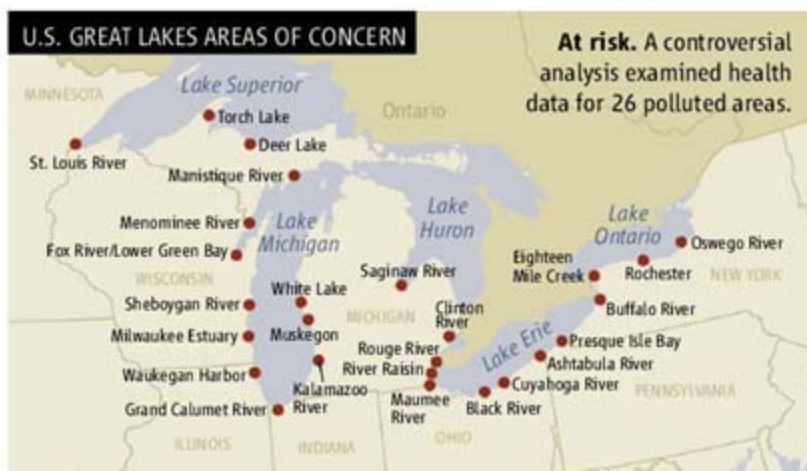 U.S. GREAT LAKES AREAS OF CONCERN
At risk. A controversial
analysis examined health
data for 26 polluted areas.
MINNESOTA
Lake Superior
Ontario
Torch Lake
Deer Lake
St. Louis River
Manistique River
Menominee River
Lake
Michigan
Lake
Huron
Lake
Ontario
Oswego River
Fox River/Lower Green Bay
WISCONSIN
Saginaw River
Eighteen
Mile Creek
Rochester
NEW YORK
White Lake
Sheboygan River
MICHIGAN
Clinton
River
Buffalo River
Milwaukee Estuary
Muskegon
Lake Erie
Presque Isle Bay
Rouge River
River Raisin
Ashtabula River
Waukegan Harbor
Kalamazoo
River
Maumee
River
Cuyahoga River
PENNSYLVANIA
Grand Calumet River
Black River
ILLINOIS
INDIANA
OHIO